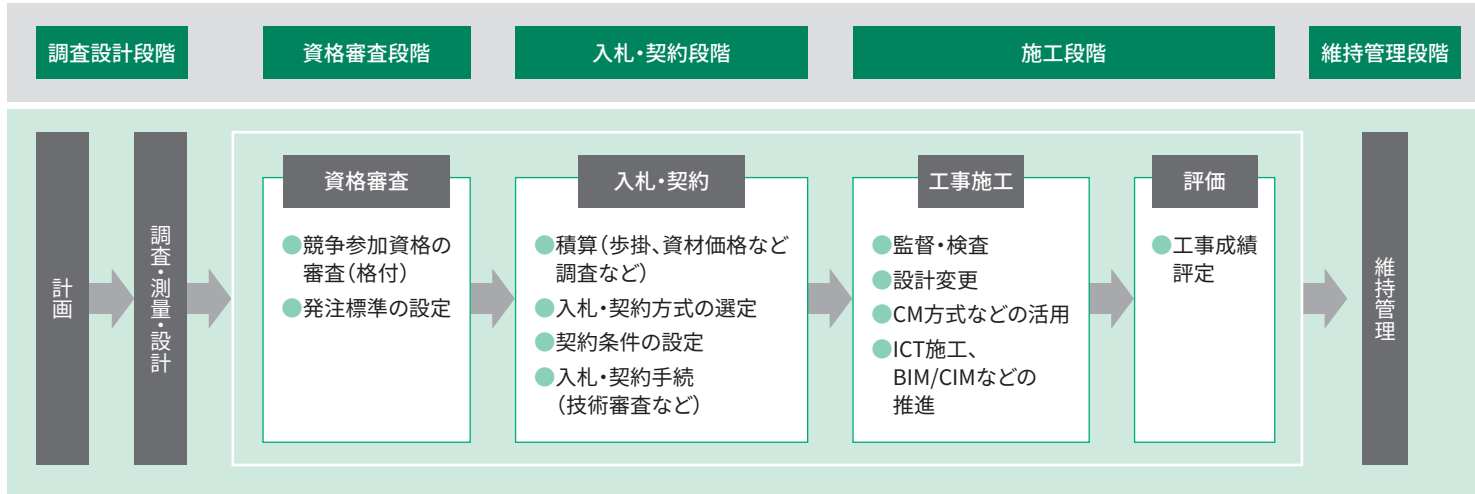 調査設計段階
資格審査段階
入札・契約段階
施工段階
維持管理段階
計画
調査・測量・設計
資格審査
●競争参加資格の
審査(格付)
●発注標準の設定
入札・契約
●積算(歩掛、資材価格など
調査など)
●入札・契約方式の選定
●契約条件の設定
●入札・契約手続
(技術審査など)
工事施工
●監督・検査
●設計変更
●CM方式などの活用
●ICT施工、
BIM/CIMなどの
推進
評価
●工事成績
評定
維持管理